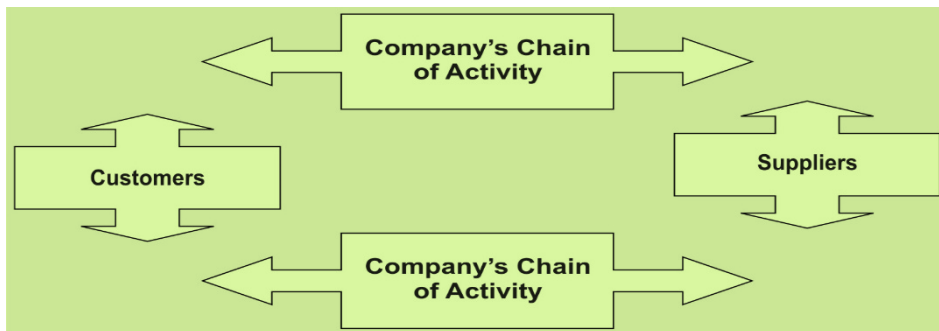 Company’s Chain
of Activity
Customers
Suppliers
Company’s Chain
of Activity